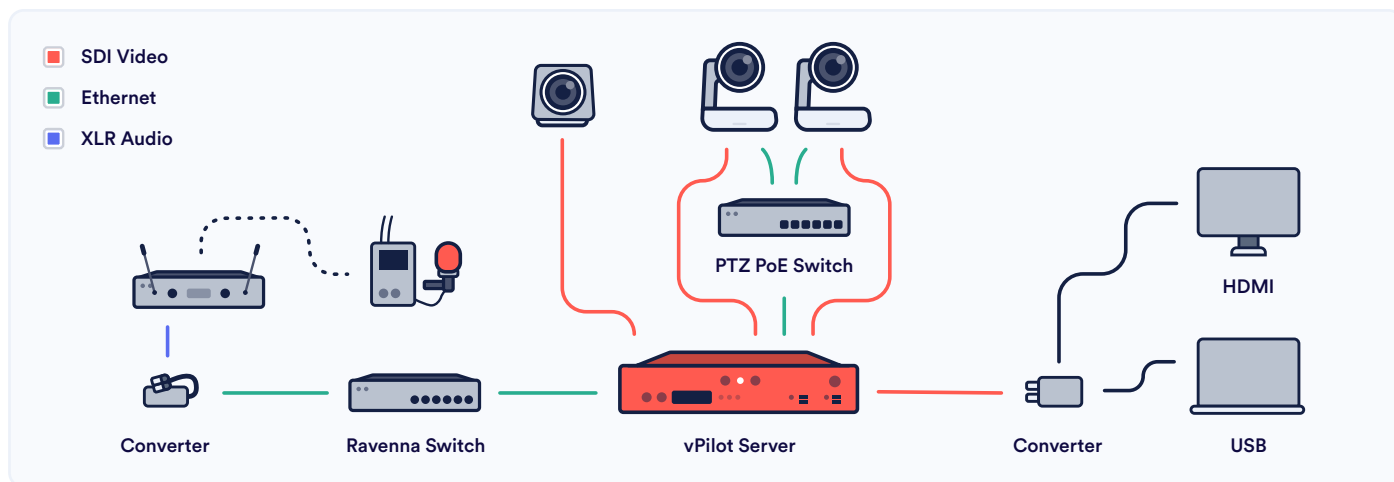 SDI Video
Ethernet
XLR Audio
PTZ PoE Switch
HDMI
Converter
Ravenna Switch
vPilot Server
Converter
USB